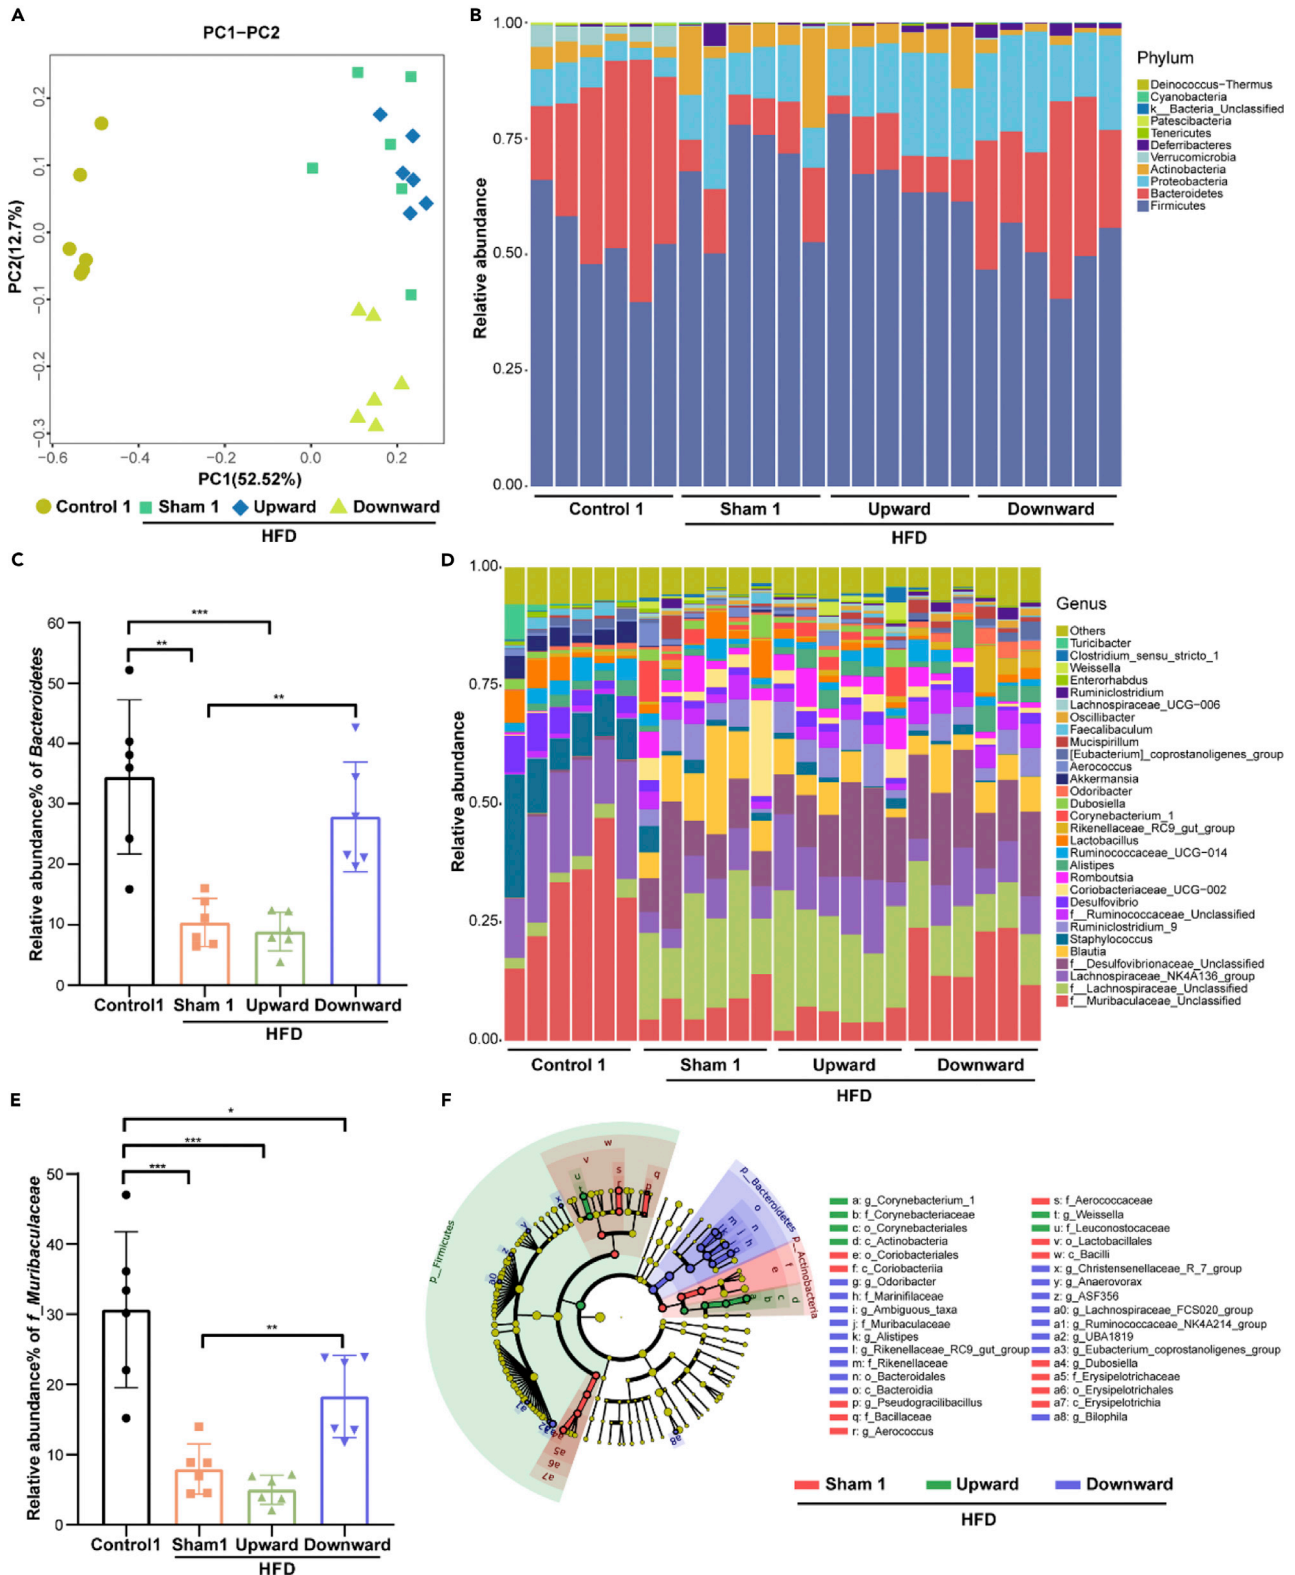 A
PC1−PC2
0.2
0.1
0.0
−0.1
−0.2
−0.3
PC2(12.7%)
−0.6
−0.4
−0.2
0.0
0.2
PC1(52.52%)
Control 1
Sham 1
Upward
Downward
HFD
B
1.00
0.75
0.50
0.25
0.00
Relative abundance
Control 1
Sham 1
Upward
Downward
HFD
Phylum
Deinococcus−Thermus
Cyanobacteria
k__Bacteria_Unclassified
Patescibacteria
Tenericutes
Deferribacteres
Verrucomicrobia
Actinobacteria
Proteobacteria
Bacteroidetes
Firmicutes
C
***
**
**
60
50
40
30
20
10
0
Relative abundance% of Bacteroidetes
Control1
Sham 1
Upward
Downward
HFD
D
1.00
0.75
0.50
0.25
0.00
Relative abundance
Control 1
Sham 1
Upward
Downward
HFD
Genus
Others
Turicibacter
Clostridium_sensu_stricto_1
Weissella
Enterorhabdus
Ruminiclostridium
Lachnospiraceae_UCG−006
Oscillibacter
Faecalibaculum
Mucispirillum
[Eubacterium]_coprostanoligenes_group
Aerococcus
Akkermansia
Odoribacter
Dubosiella
Corynebacterium_1
Rikenellaceae_RC9_gut_group
Lactobacillus
Ruminococcaceae_UCG−014
Alistipes
Romboutsia
Coriobacteriaceae_UCG−002
Desulfovibrio
f__Ruminococcaceae_Unclassified
Ruminiclostridium_9
Staphylococcus
Blautia
f__Desulfovibrionaceae_Unclassified
Lachnospiraceae_NK4A136_group
f__Lachnospiraceae_Unclassified
f__Muribaculaceae_Unclassified
E
*
***
***
**
50
40
30
20
10
0
Relative abundance% of f_Muribaculaceae
Control1
Sham1
Upward
Downward
HFD
F
p__Firmicutes
p__Bacteroidetes
p__Actinobacteria
w
v
u
s
r
q
p
x
y
z
a0
a1
a2
a5
a6
a7
a8
o
n
m
j
h
f
e
d
c
b
a
a: g_Corynebacterium_1
b: f_Corynebacteriaceae
c: o_Corynebacteriales
d: c_Actinobacteria
e: o_Coriobacteriales
f: c_Coriobacteriia
g: g_Odoribacter
h: f_Marinifilaceae
i: g_Ambiguous_taxa
j: f_Muribaculaceae
k: g_Alistipes
l: g_Rikenellaceae_RC9_gut_group
m: f_Rikenellaceae
n: o_Bacteroidales
o: c_Bacteroidia
p: g_Pseudogracilibacillus
q: f_Bacillaceae
r: g_Aerococcus
s: f_Aerococcaceae
t: g_Weissella
u: f_Leuconostocaceae
v: o_Lactobacillales
w: c_Bacilli
x: g_Christensenellaceae_R_7_group
y: g_Anaerovorax
z: g_ASF356
a0: g_Lachnospiraceae_FCS020_group
a1: g_Ruminococcaceae_NK4A214_group
a2: g_UBA1819
a3: g_Eubacterium_coprostanoligenes_group
a4: g_Dubosiella
a5: f_Erysipelotrichaceae
a6: o_Erysipelotrichales
a7: c_Erysipelotrichia
a8: g_Bilophila
Sham 1
Upward
Downward
HFD